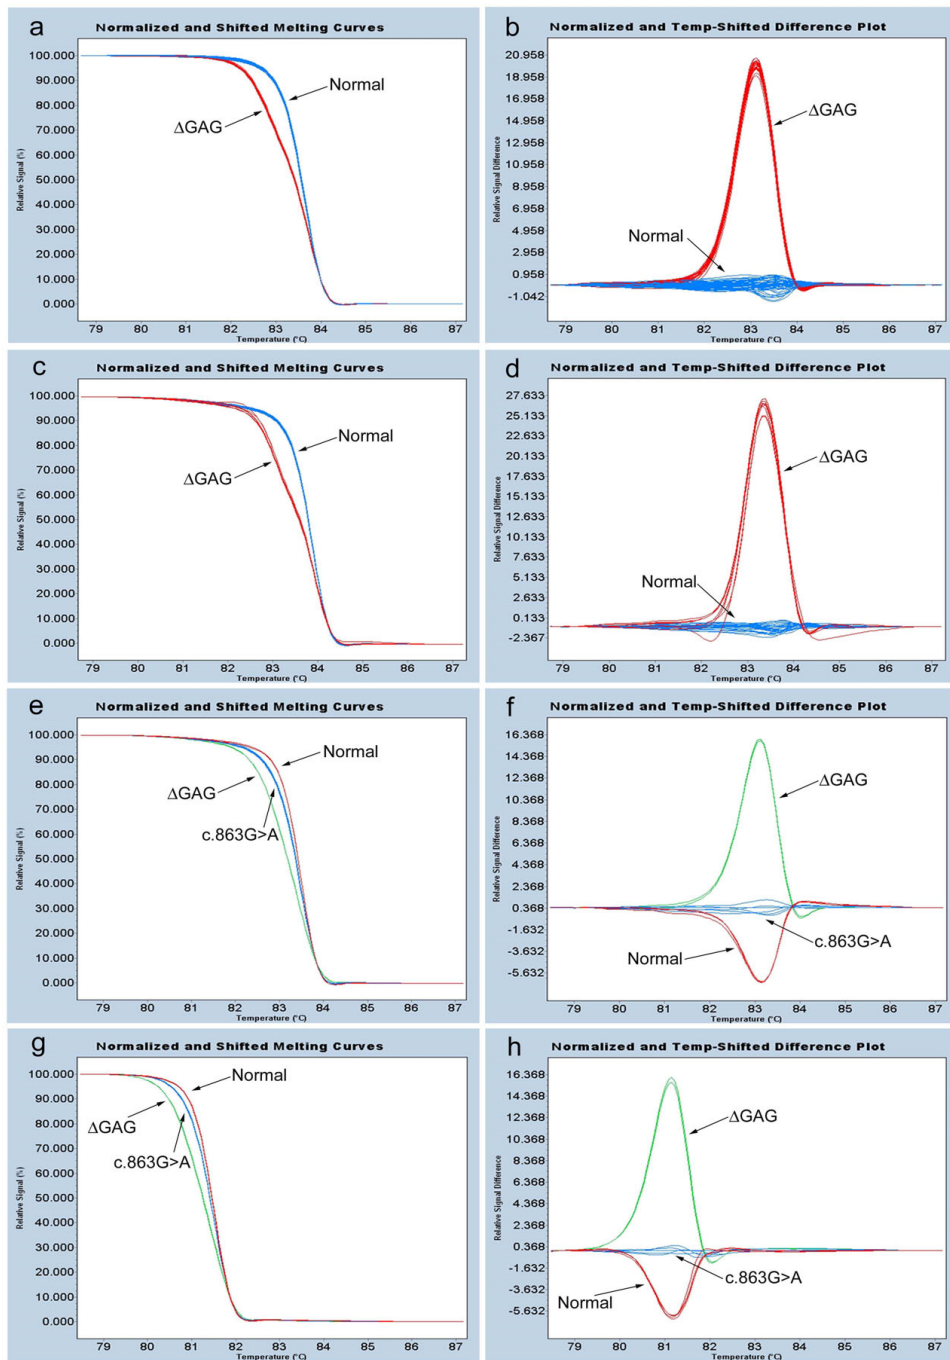 a
Normalized and Shifted Melting Curves
Relative Signal (%)
100.000
90.000
80.000
70.000
60.000
50.000
40.000
30.000
20.000
10.000
0.000
Normal
ΔGAG
79 80 81 82 83 84 85 86 87
Temperature (°C)
b
Normalized and Temp-Shifted Difference Plot
Relative Signal Difference
20.958
18.958
16.958
14.958
12.958
10.958
8.958
6.958
4.958
2.958
0.958
-1.042
ΔGAG
Normal
79 80 81 82 83 84 85 86 87
Temperature (°C)
c
Normalized and Shifted Melting Curves
Relative Signal (%)
100.000
90.000
80.000
70.000
60.000
50.000
40.000
30.000
20.000
10.000
0.000
Normal
ΔGAG
79 80 81 82 83 84 85 86 87
Temperature (°C)
d
Normalized and Temp-Shifted Difference Plot
Relative Signal Difference
27.633
25.133
22.633
20.133
17.633
15.133
12.633
10.133
7.633
5.133
2.633
0.133
-2.367
ΔGAG
Normal
79 80 81 82 83 84 85 86 87
Temperature (°C)
e
Normalized and Shifted Melting Curves
Relative Signal (%)
100.000
90.000
80.000
70.000
60.000
50.000
40.000
30.000
20.000
10.000
0.000
Normal
ΔGAG
c.863G>A
79 80 81 82 83 84 85 86 87
Temperature (°C)
f
Normalized and Temp-Shifted Difference Plot
Relative Signal Difference
16.368
14.368
12.368
10.368
8.368
6.368
4.368
2.368
0.368
-1.632
-3.632
-5.632
ΔGAG
c.863G>A
Normal
79 80 81 82 83 84 85 86 87
Temperature (°C)
g
Normalized and Shifted Melting Curves
Relative Signal (%)
100.000
90.000
80.000
70.000
60.000
50.000
40.000
30.000
20.000
10.000
0.000
Normal
ΔGAG
c.863G>A
79 80 81 82 83 84 85 86 87
Temperature (°C)
h
Normalized and Temp-Shifted Difference Plot
Relative Signal Difference
16.368
14.368
12.368
10.368
8.368
6.368
4.368
2.368
0.368
-1.632
-3.632
-5.632
ΔGAG
c.863G>A
Normal
79 80 81 82 83 84 85 86 87
Temperature (°C)